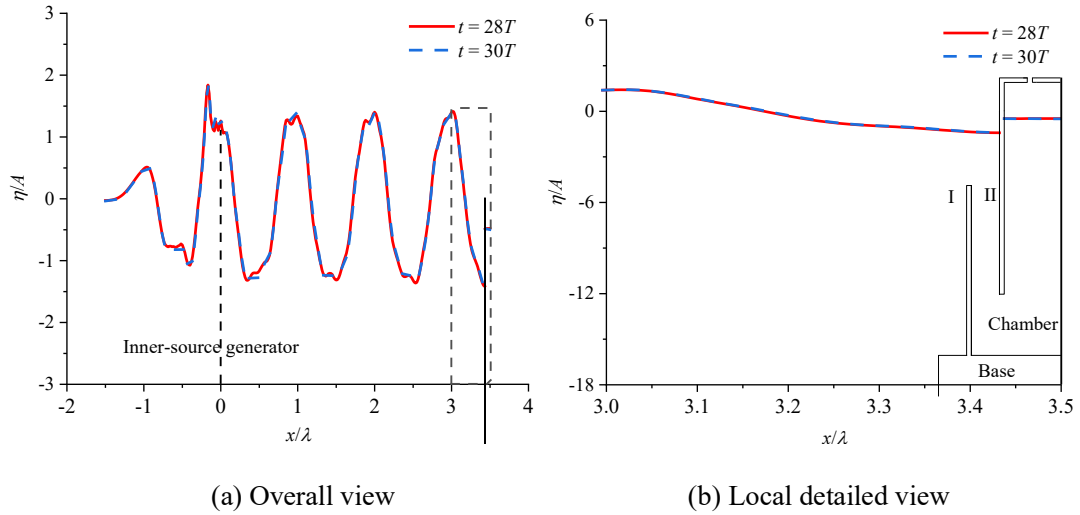 t = 28T
t = 30T
3
2
1
0
-1
-2
-3
η/A
Inner-source generator
-2 -1 0 1 2 3 4
x/λ
(a) Overall view
t = 28T
t = 30T
6
0
-6
-12
-18
η/A
I II
Chamber
Base
3.0 3.1 3.2 3.3 3.4 3.5
x/λ
(b) Local detailed view